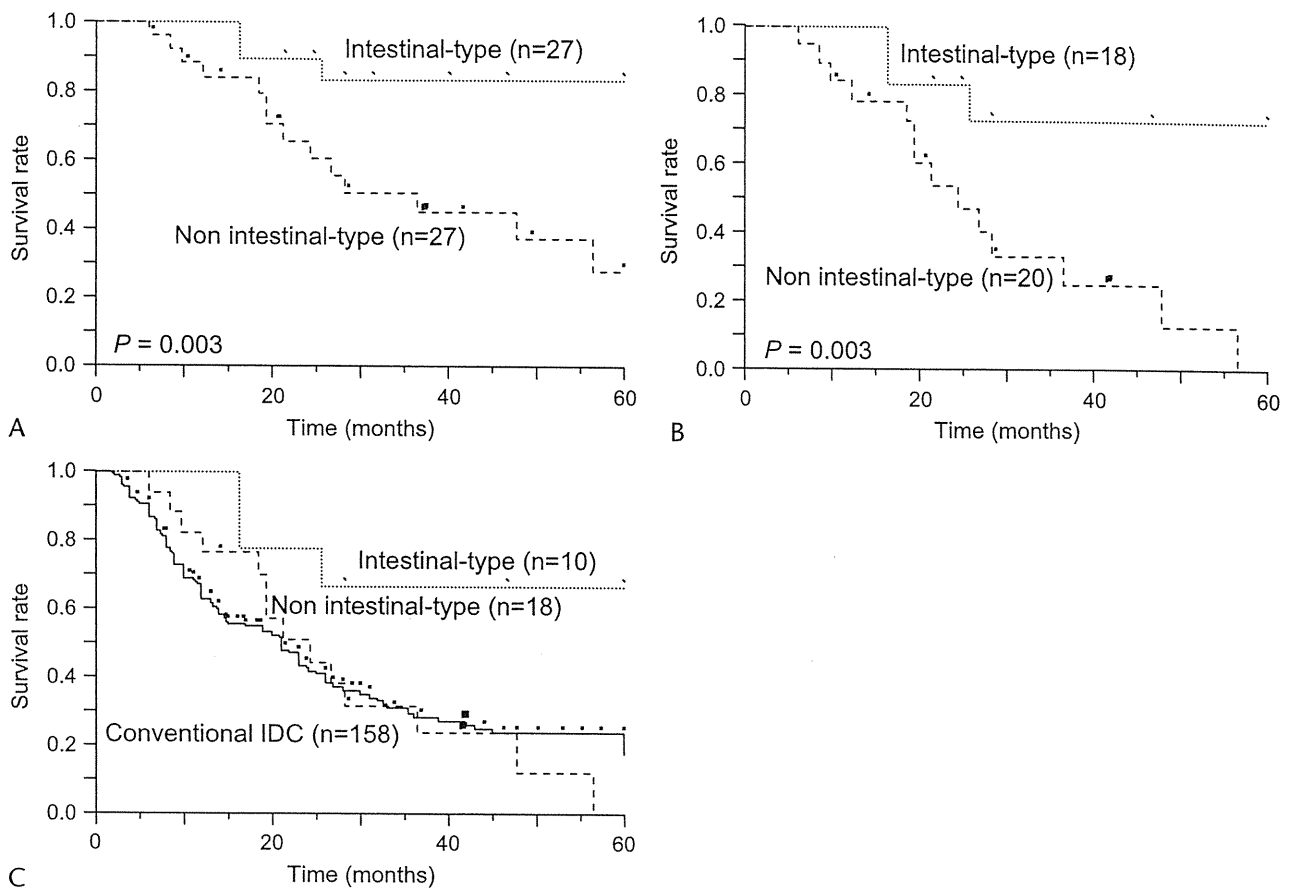 1.0
0.8
0.6
0.4
0.2
0.0
Survival rate
Intestinal-type (n=27)
Non intestinal-type (n=27)
P = 0.003
0 20 40 60
Time (months)
A
1.0
0.8
0.6
0.4
0.2
0.0
Survival rate
Intestinal-type (n=18)
Non intestinal-type (n=20)
P = 0.003
0 20 40 60
Time (months)
B
1.0
0.8
0.6
0.4
0.2
0.0
Survival rate
Intestinal-type (n=10)
Non intestinal-type (n=18)
Conventional IDC (n=158)
0 20 40 60
Time (months)
C